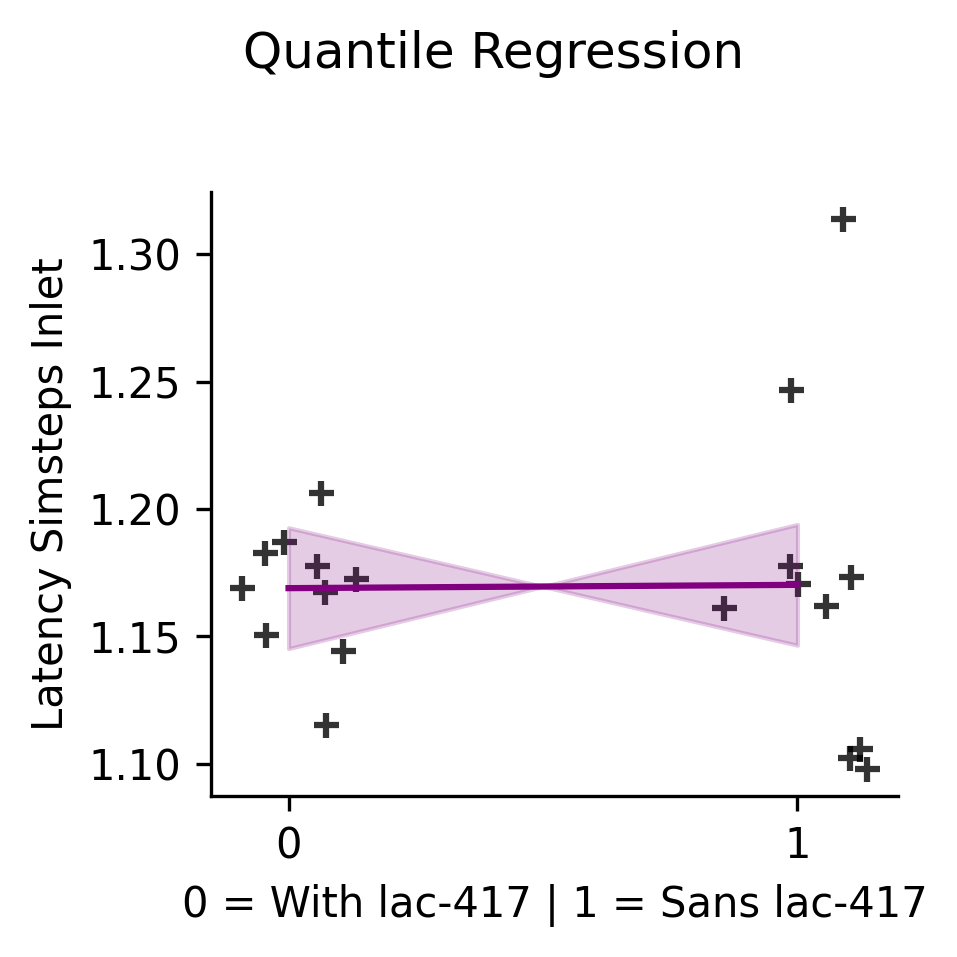 Quantile Regression
Latency Simsteps Inlet
1.30
1.25
1.20
1.15
1.10
0 1
0 = With lac-417 | 1 = Sans lac-417